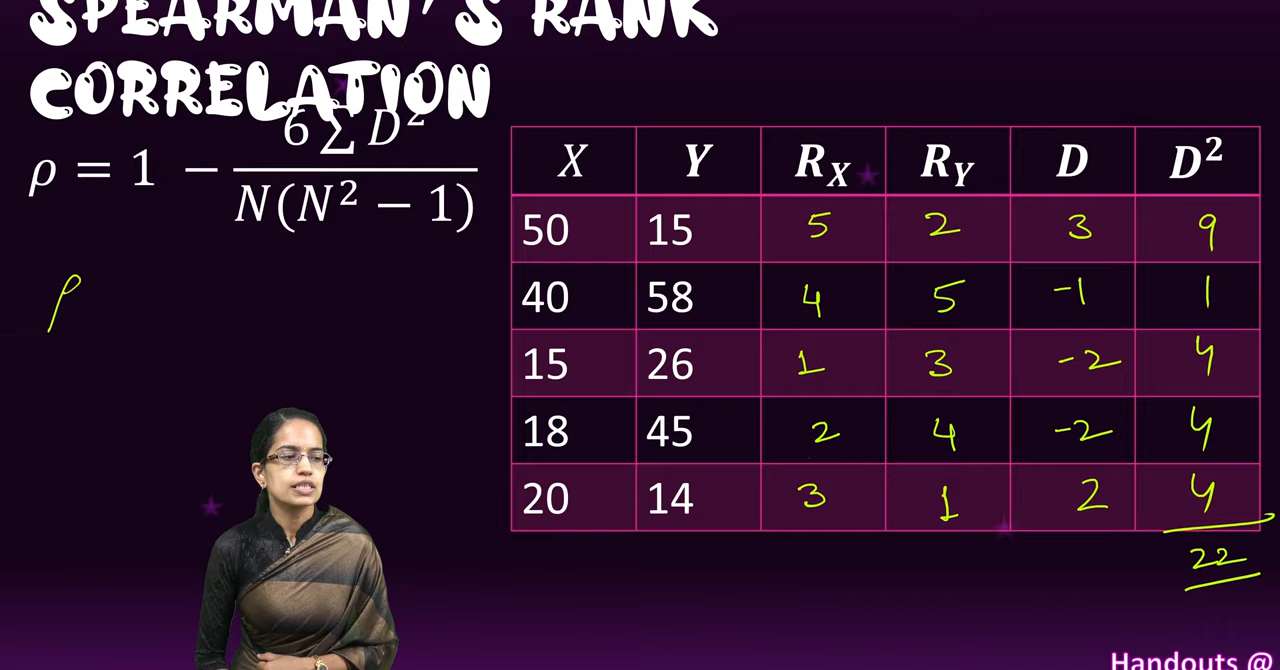 SPEARMAN'S RANK
CORRELATION
ρ = 1 − 6 ∑ D² / N(N² − 1)
ρ
X Y R_X R_Y D D²
50 15 5 2 3 9
40 58 4 5 -1 1
15 26 1 3 -2 4
18 45 2 4 -2 4
20 14 3 1 2 4
22
Handouts @